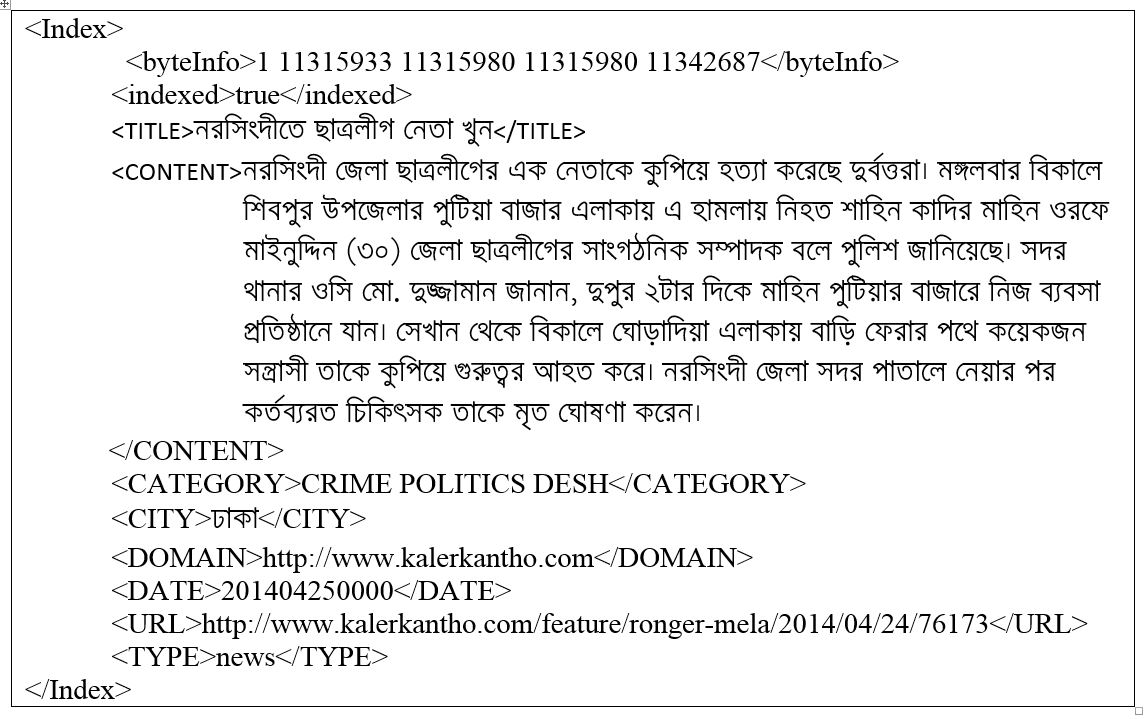 <Index>
<byteInfo>1 11315933 11315980 11315980 11342687</byteInfo>
<indexed>true</indexed>
<TITLE>নরসিংদীতে ছাত্রলীগ নেতা খুন</TITLE>
<CONTENT>নরসিংদী জেলা ছাত্রলীগের এক নেতাকে কুপিয়ে হত্যা করেছে দুর্বত্তরা। মঙ্গলবার বিকালে
শিবপুর উপজেলার পুটিয়া বাজার এলাকায় এ হামলায় নিহত শাহিন কাদির মাহিন ওরফে
মাইনুদ্দিন (৩০) জেলা ছাত্রলীগের সাংগঠনিক সম্পাদক বলে পুলিশ জানিয়েছে। সদর
থানার ওসি মো. দুজ্জামান জানান, দুপুর ২টার দিকে মাহিন পুটিয়ার বাজারে নিজ ব্যবসা
প্রতিষ্ঠানে যান। সেখান থেকে বিকালে ঘোড়াদিয়া এলাকায় বাড়ি ফেরার পথে কয়েকজন
সন্ত্রাসী তাকে কুপিয়ে গুরুত্বর আহত করে। নরসিংদী জেলা সদর পাতালে নেয়ার পর
কর্তব্যরত চিকিৎসক তাকে মৃত ঘোষণা করেন।
</CONTENT>
<CATEGORY>CRIME POLITICS DESH</CATEGORY>
<CITY>ঢাকা</CITY>
<DOMAIN>http://www.kalerkantho.com</DOMAIN>
<DATE>201404250000</DATE>
<URL>http://www.kalerkantho.com/feature/ronger-mela/2014/04/24/76173</URL>
<TYPE>news</TYPE>
</Index>